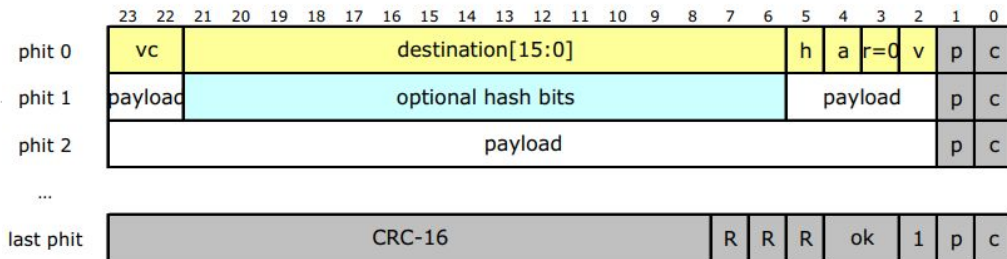 23 22 21 20 19 18 17 16 15 14 13 12 11 10 9 8 7 6 5 4 3 2 1 0
phit 0 vc destination[15:0] h a r=0 v p c
phit 1 payload optional hash bits payload p c
phit 2 payload p c
...
last phit CRC-16 R R R ok 1 p c